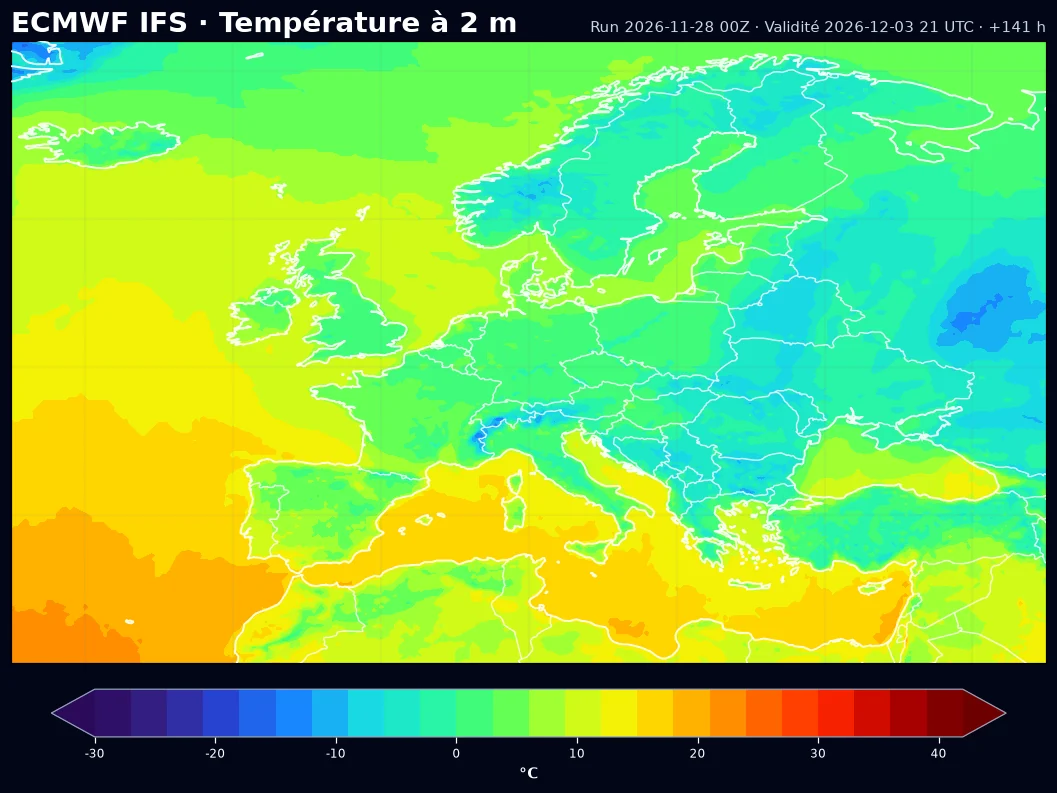 ECMWF IFS · Température à 2 m
Run 2026-11-28 00Z · Validité 2026-12-03 21 UTC · +141 h
-30 -20 -10 0 10 20 30 40
°C